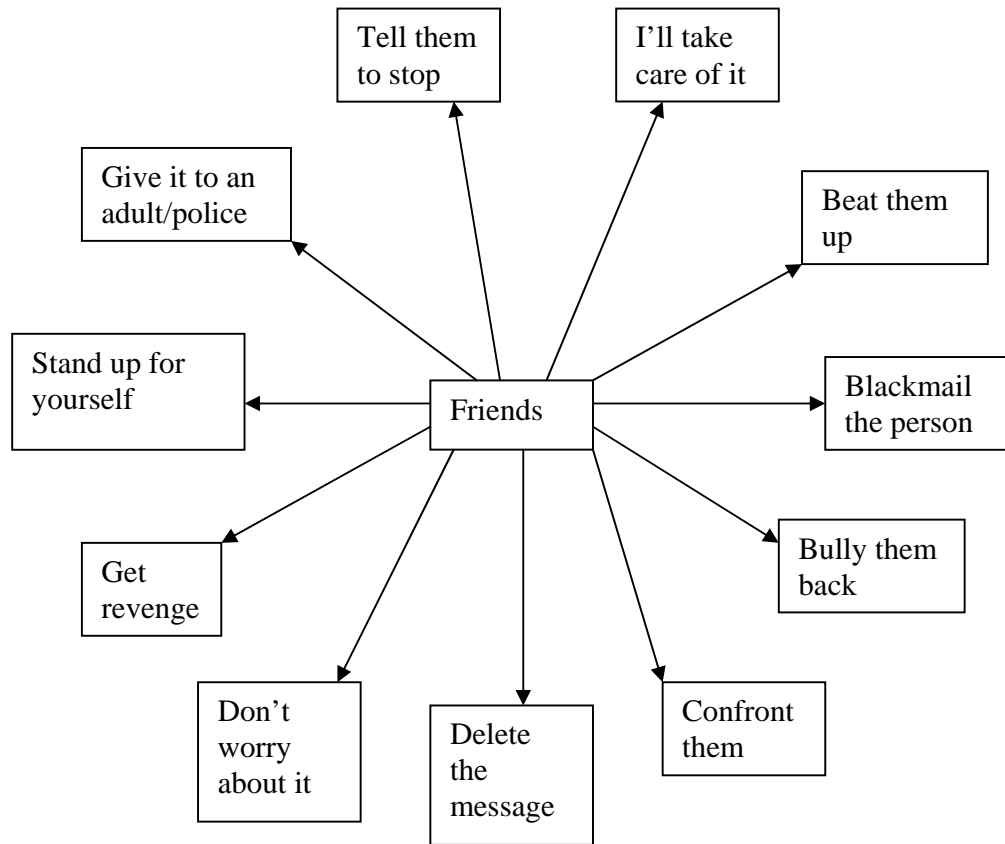 Tell them
to stop
I’ll take
care of it
Give it to an
adult/police
Beat them
up
Stand up for
yourself
Friends
Blackmail
the person
Get
revenge
Bully them
back
Don’t
worry
about it
Delete
the
message
Confront
them